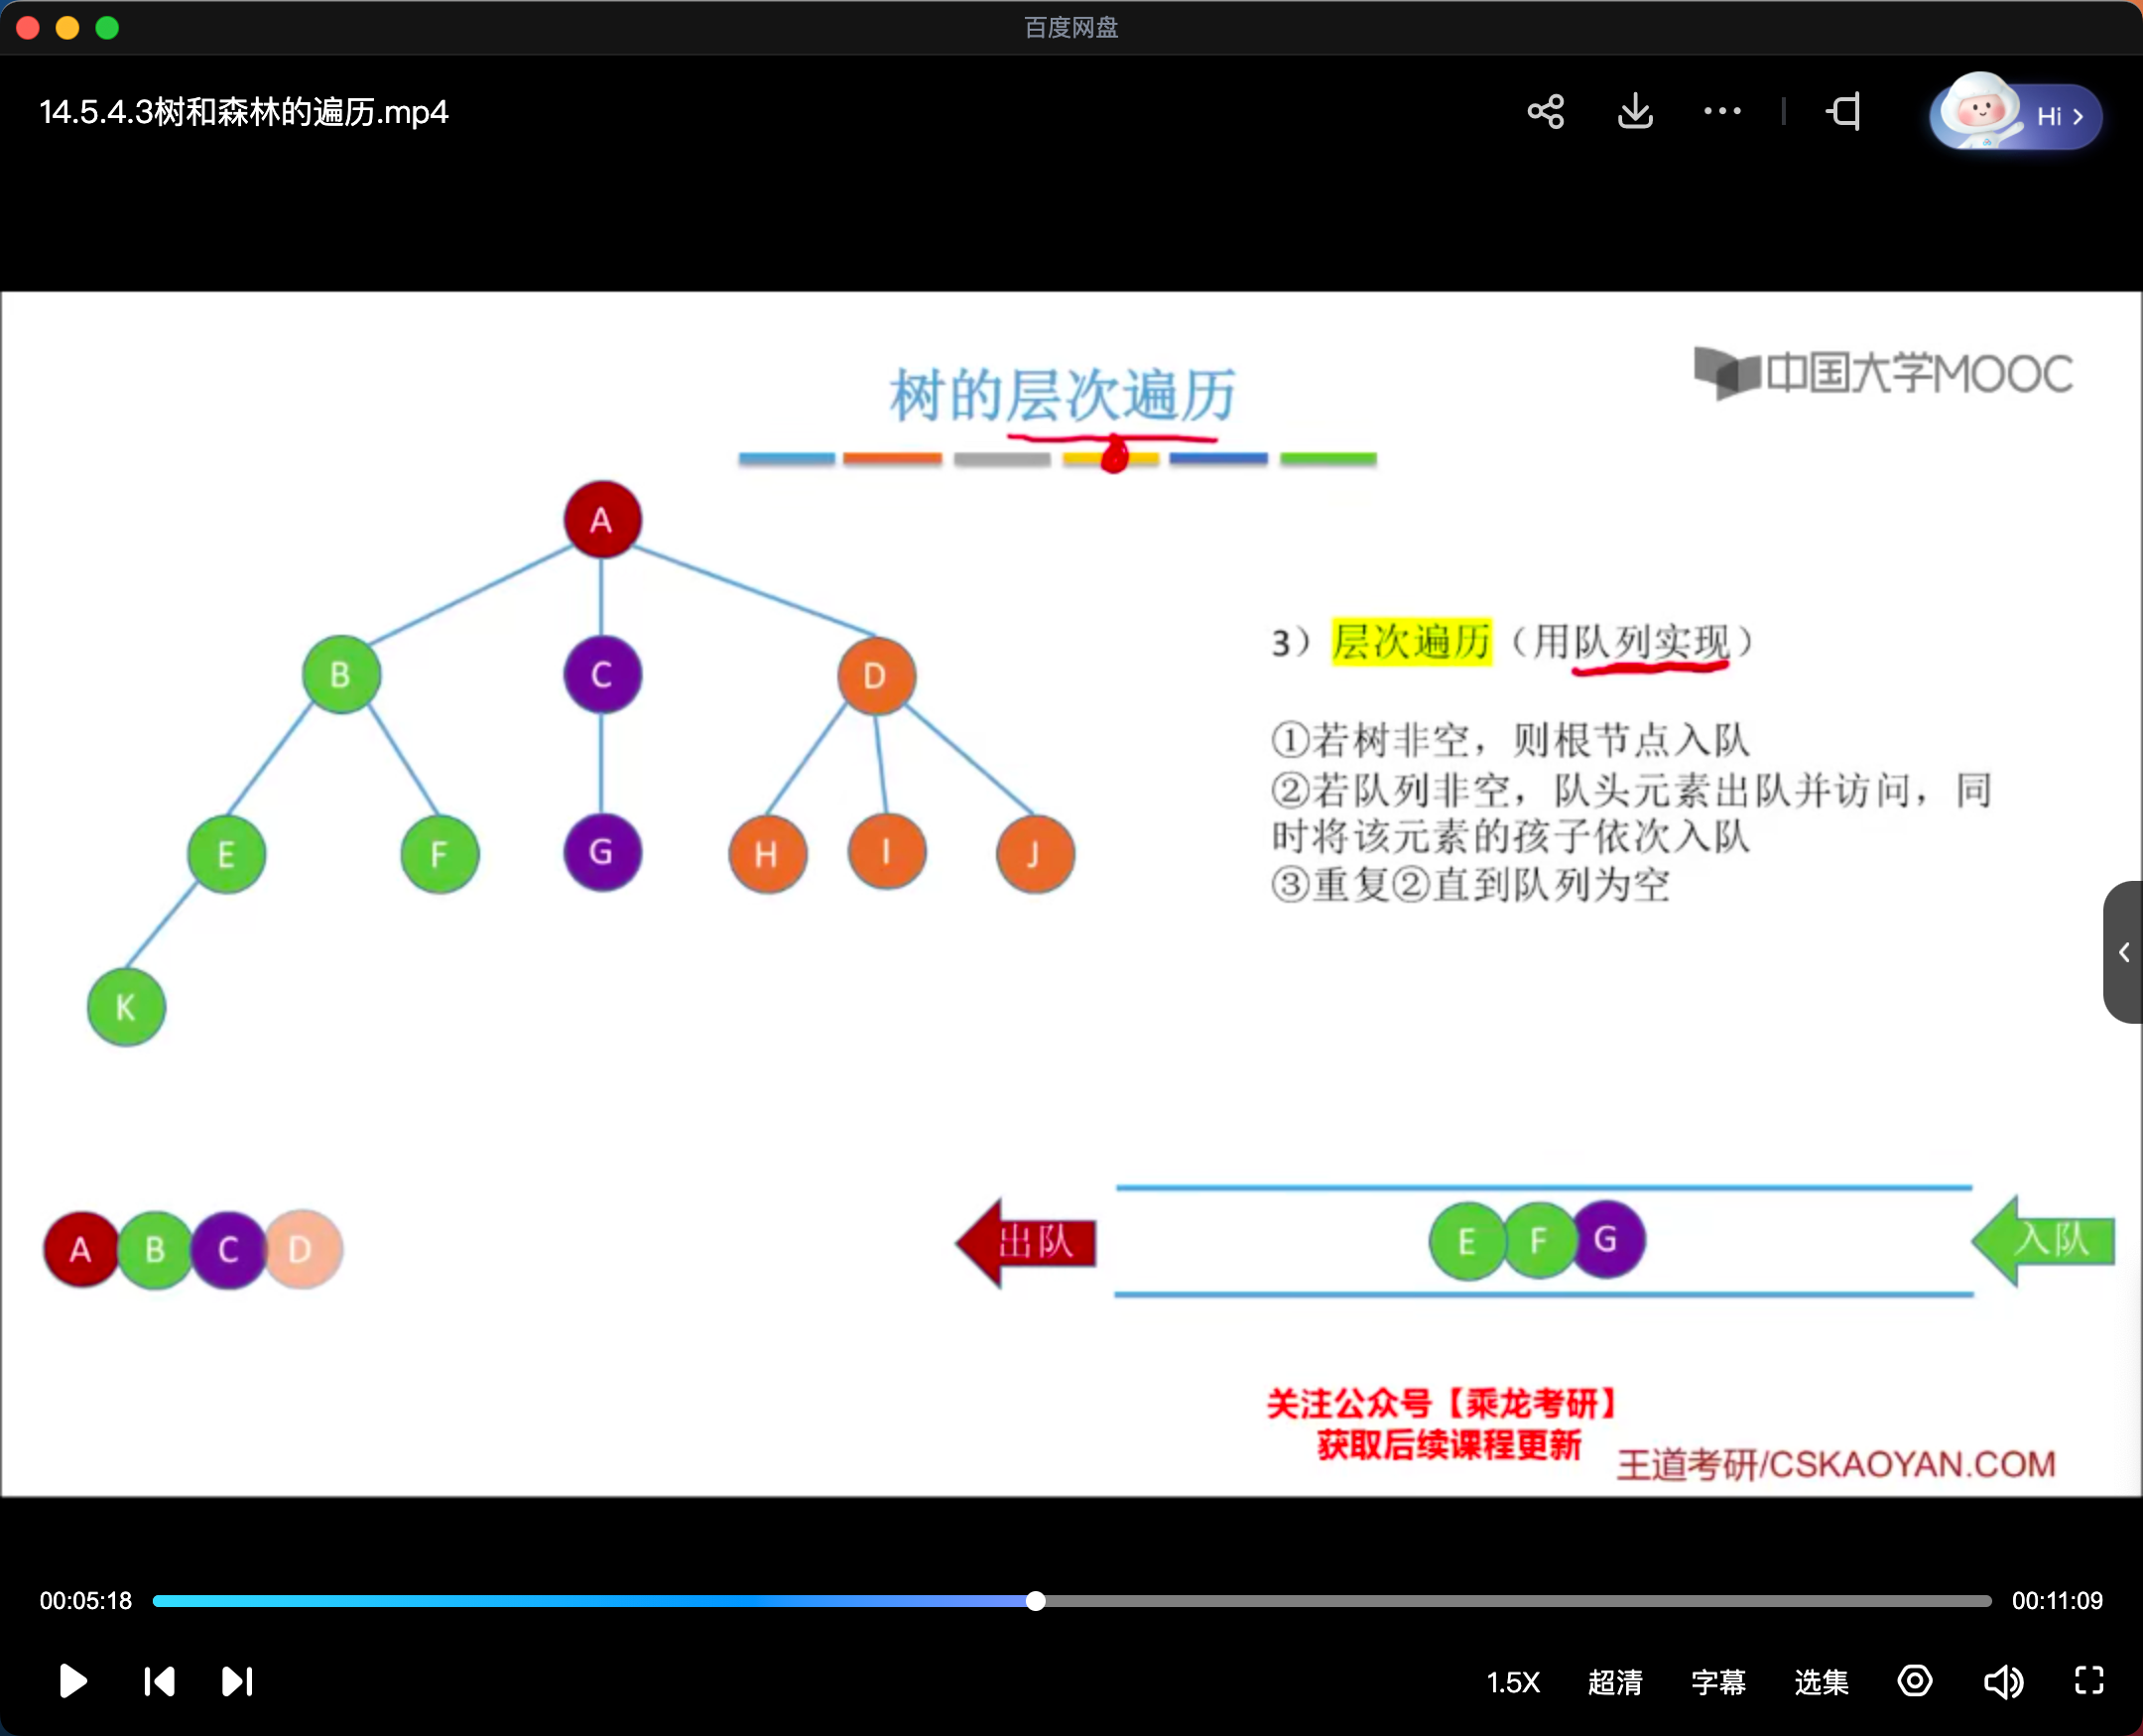 百度网盘
14.5.4.3树和森林的遍历.mp4
Hi
中国大学MOOC
树的层次遍历
A
B
C
D
E
F
G
H
I
J
K
3）层次遍历（用队列实现）
①若树非空，则根节点入队
②若队列非空，队头元素出队并访问，同
时将该元素的孩子依次入队
③重复②直到队列为空
A B C D
出队
E F G
入队
关注公众号【乘龙考研】
获取后续课程更新
王道考研/CSKAOYAN.COM
00:05:18
00:11:09
1.5X
超清
字幕
选集